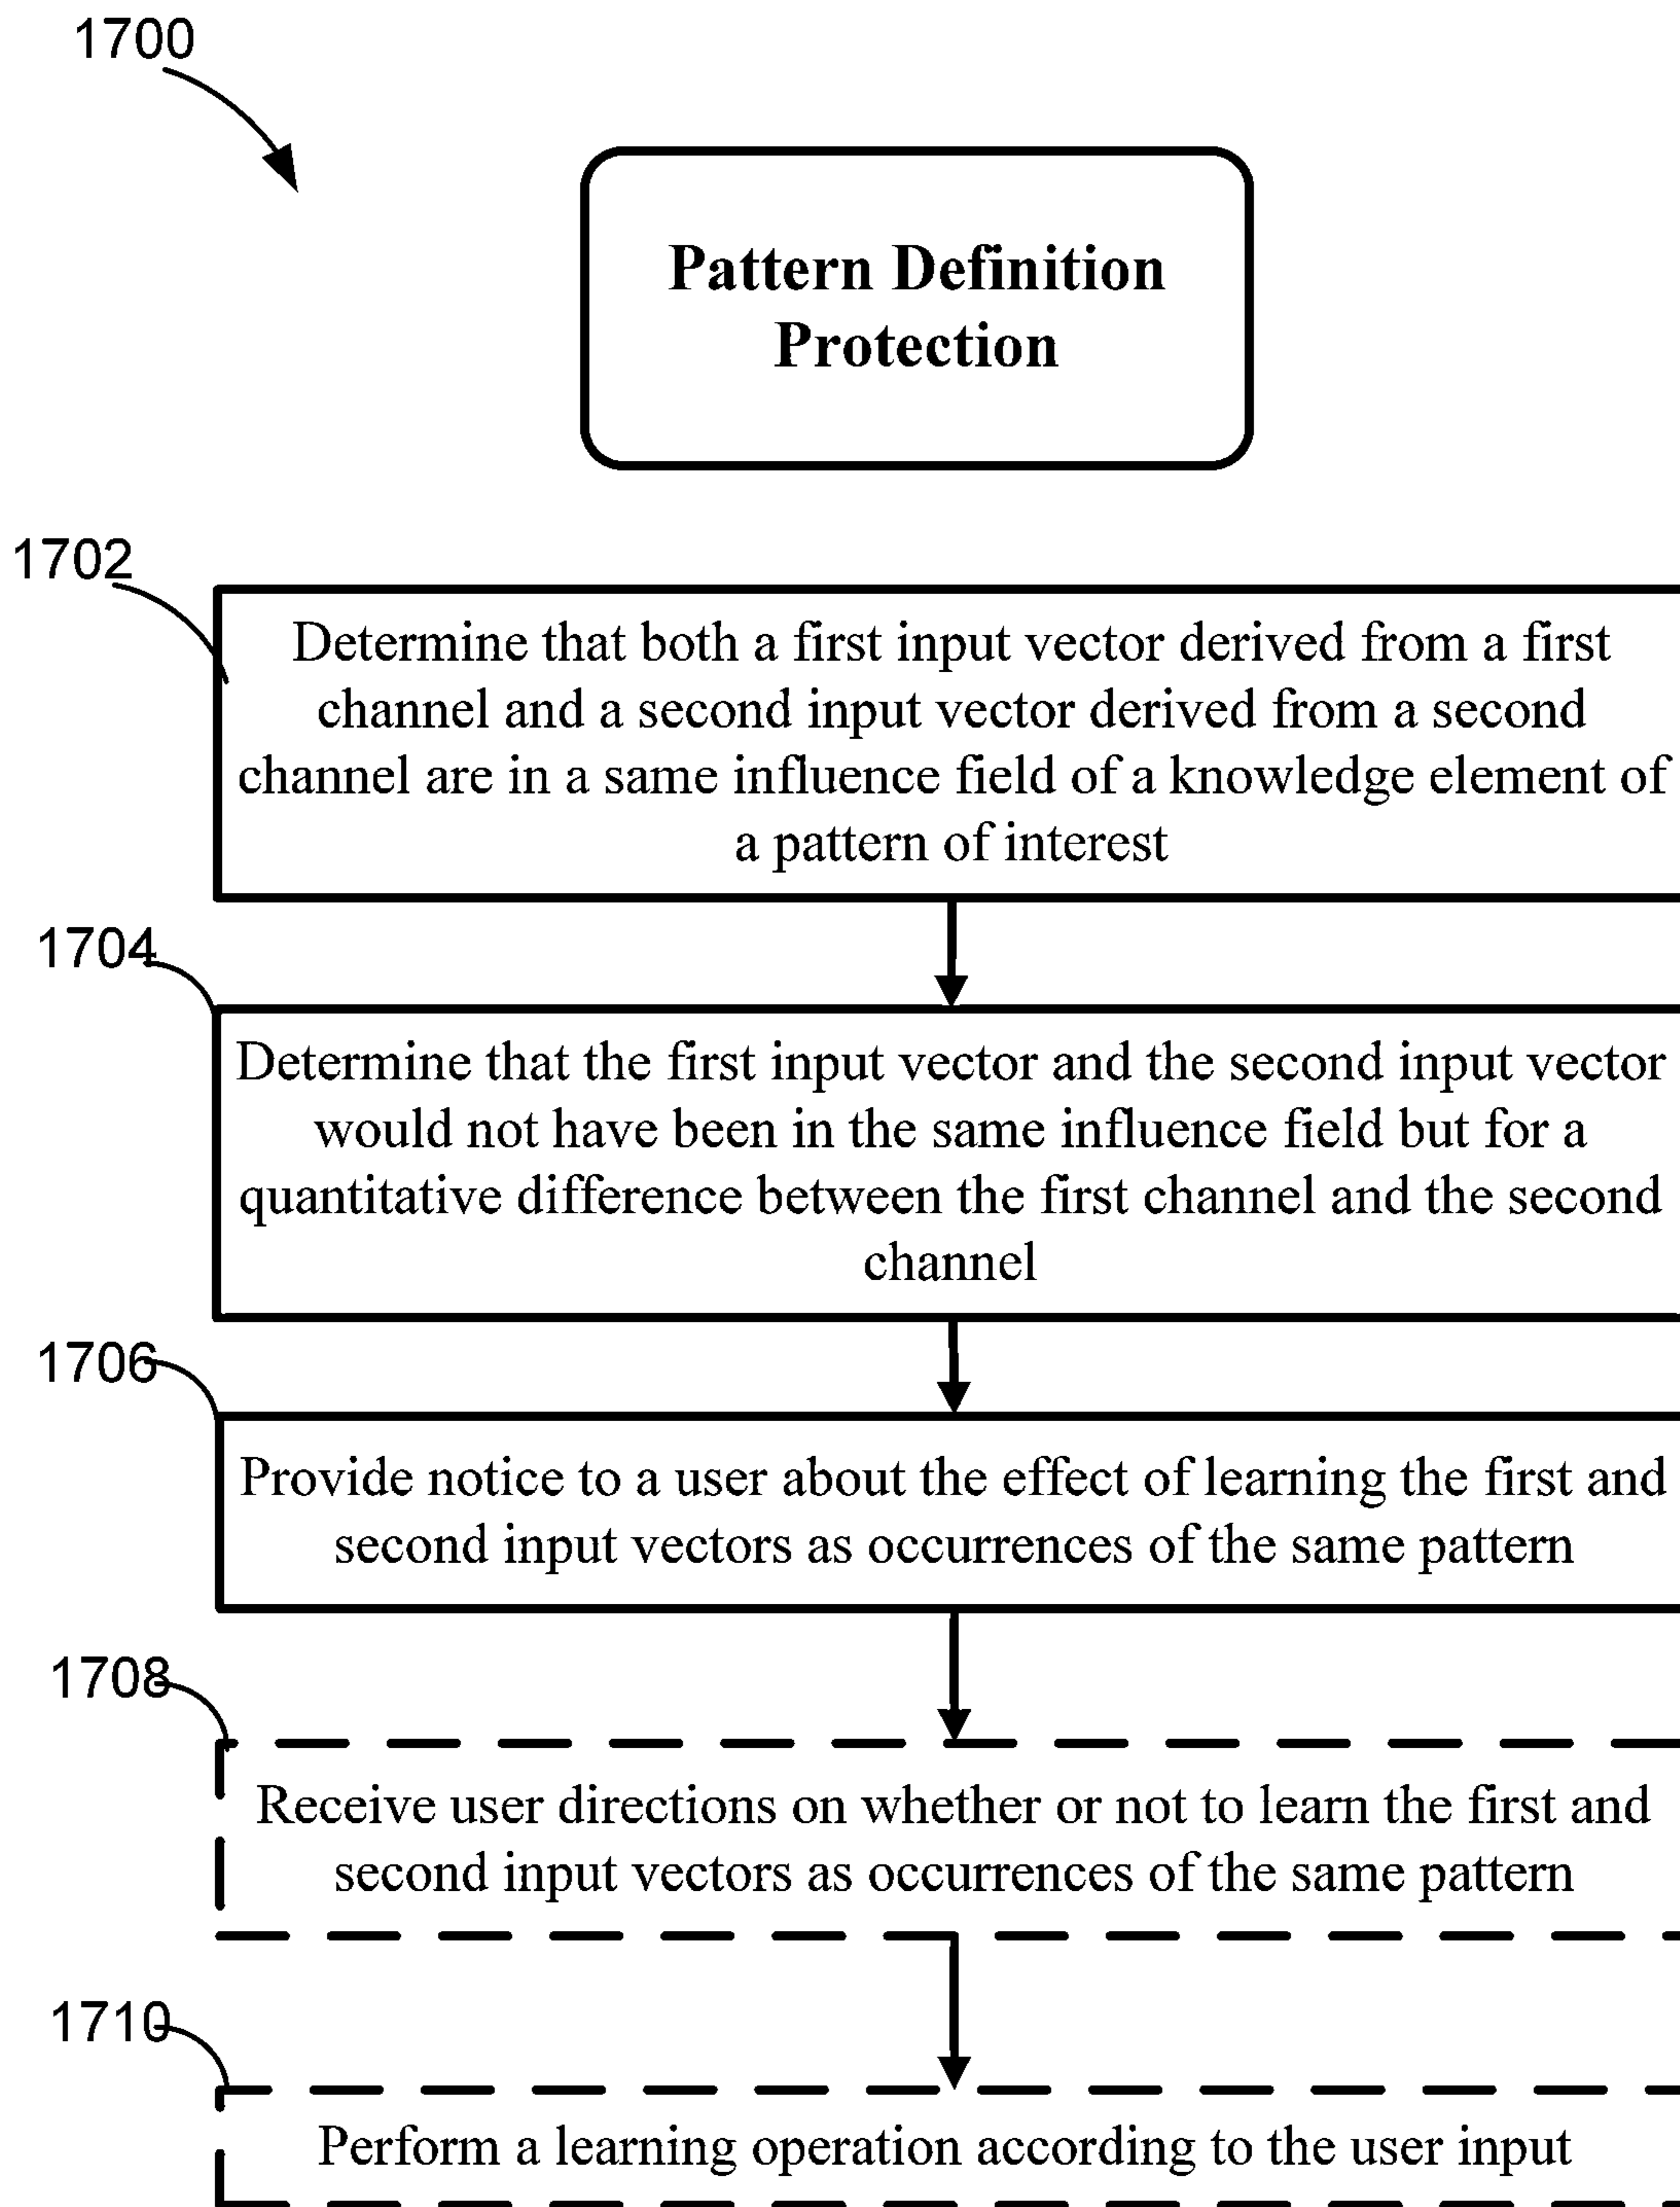 1700
Pattern Definition
Protection
1702
Determine that both a first input vector derived from a first
channel and a second input vector derived from a second
channel are in a same influence field of a knowledge element of
a pattern of interest
1704
Determine that the first input vector and the second input vector
would not have been in the same influence field but for a
quantitative difference between the first channel and the second
channel
1706
Provide notice to a user about the effect of learning the first and
second input vectors as occurrences of the same pattern
1708
Receive user directions on whether or not to learn the first and
second input vectors as occurrences of the same pattern
1710
Perform a learning operation according to the user input